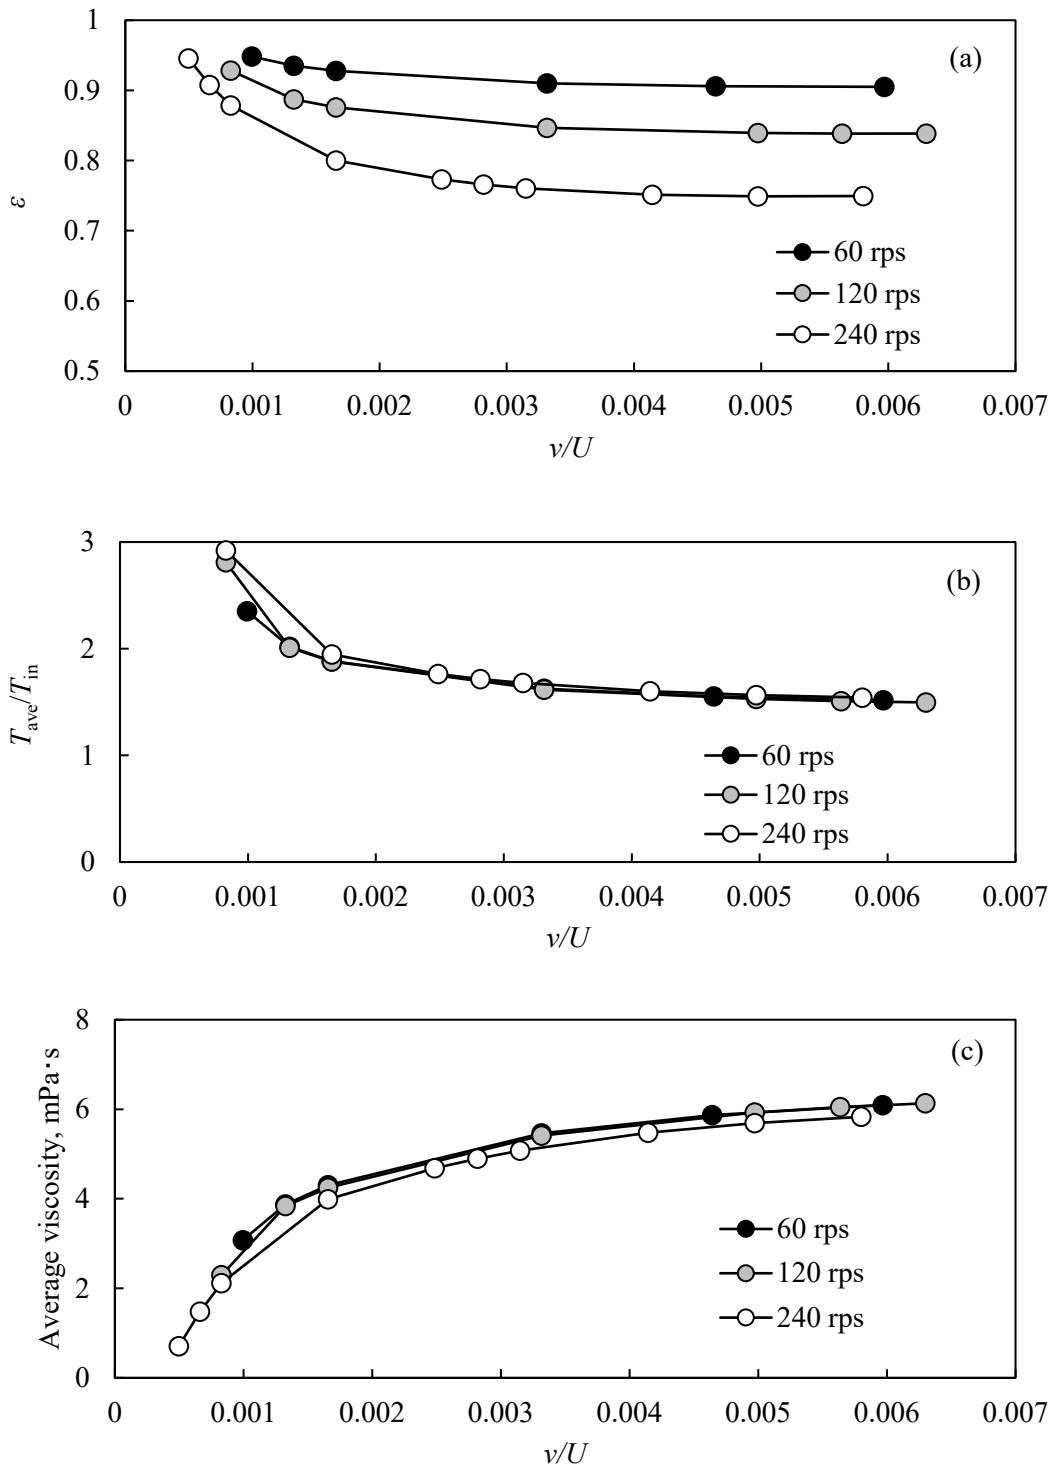 1
(a)
0.9
0.8
ε
0.7
60 rps
0.6
120 rps
240 rps
0.5
0 0.001 0.002 0.003 0.004 0.005 0.006 0.007
v/U
3
(b)
2
Tave/Tin
1
60 rps
120 rps
240 rps
0
0 0.001 0.002 0.003 0.004 0.005 0.006 0.007
v/U
8
(c)
6
Average viscosity, mPa·s
4
60 rps
120 rps
2
240 rps
0
0 0.001 0.002 0.003 0.004 0.005 0.006 0.007
v/U